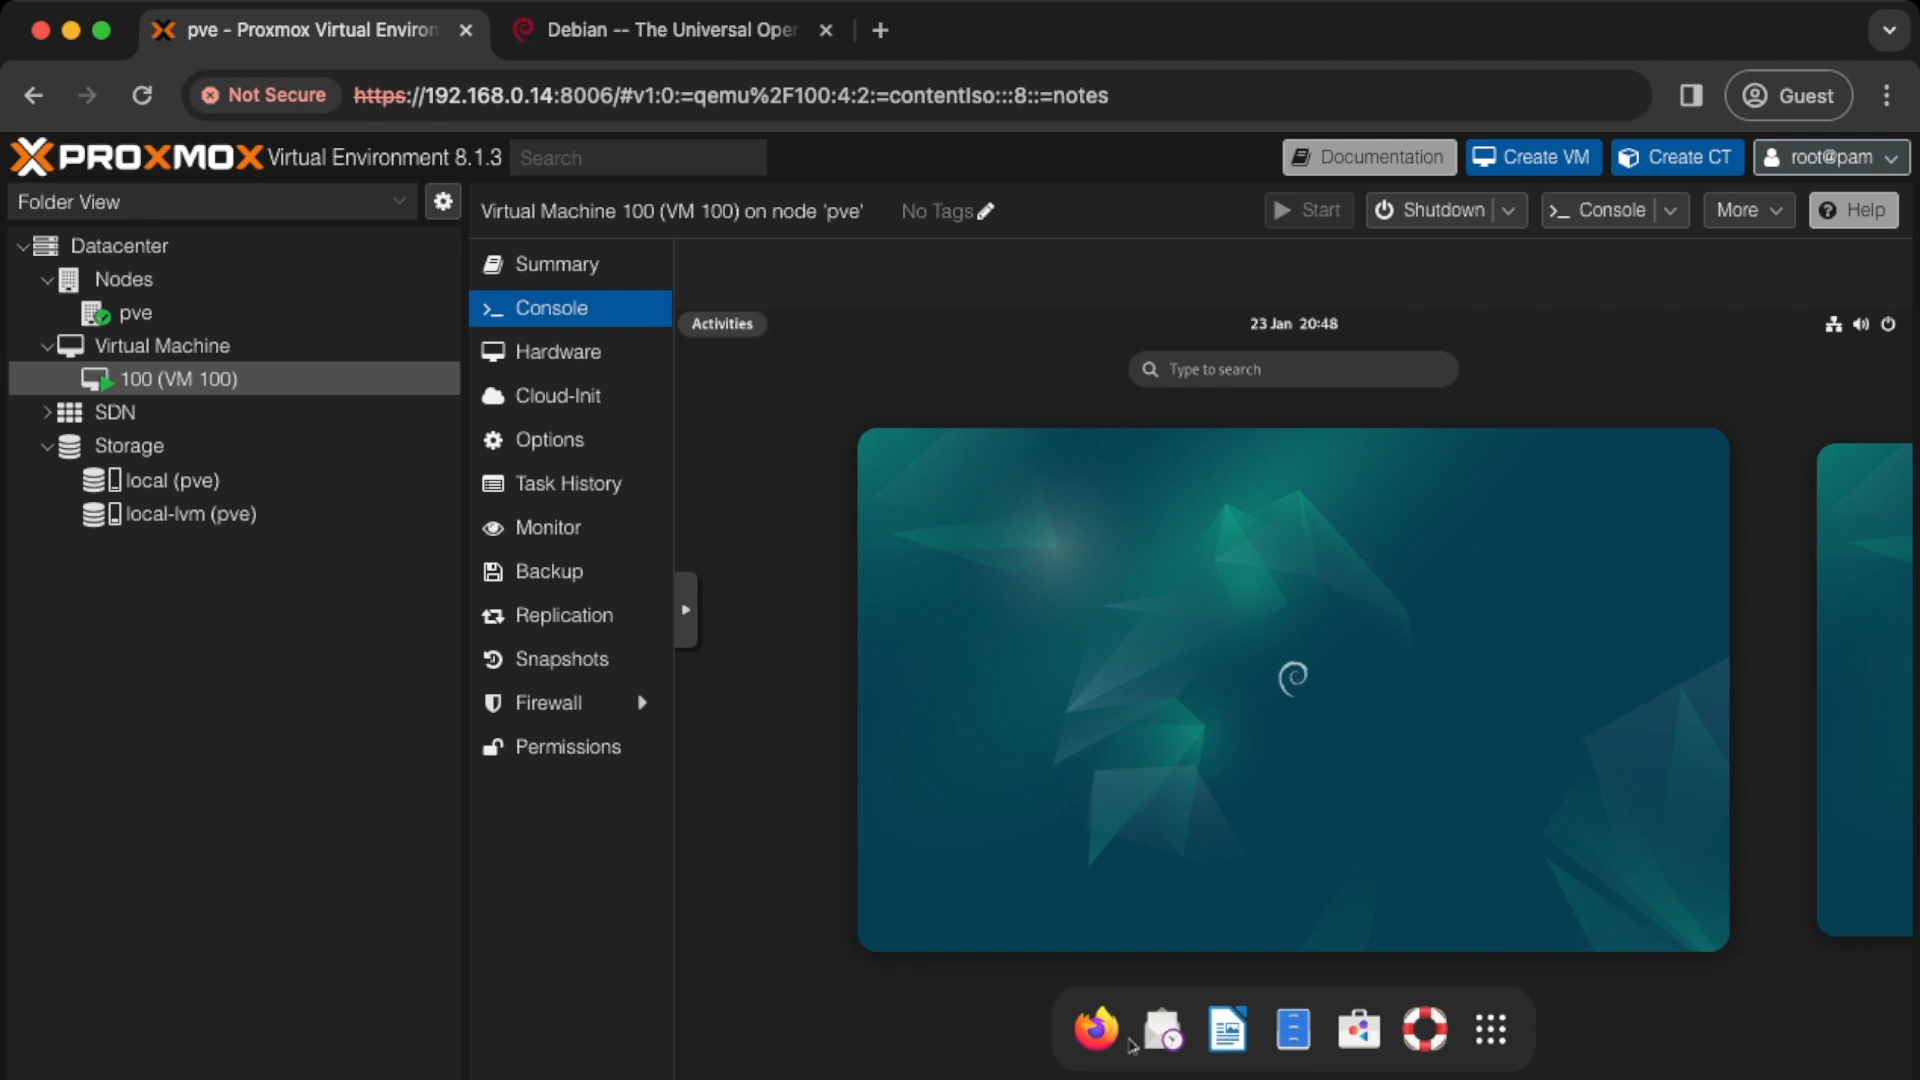 pve - Proxmox Virtual Environ
Debian -- The Universal Oper
Not Secure
https://192.168.0.14:8006/#v1:0:=qemu%2F100:4:2:=contentIso:::8::=notes
Guest
PROXMOX Virtual Environment 8.1.3
Search
Documentation
Create VM
Create CT
root@pam
Folder View
Virtual Machine 100 (VM 100) on node 'pve'
No Tags
Start
Shutdown
>_ Console
More
Help
Datacenter
Nodes
pve
Virtual Machine
100 (VM 100)
SDN
Storage
local (pve)
local-lvm (pve)
Summary
>_ Console
Hardware
Cloud-Init
Options
Task History
Monitor
Backup
Replication
Snapshots
Firewall
Permissions
Activities
23 Jan 20:48
Type to search